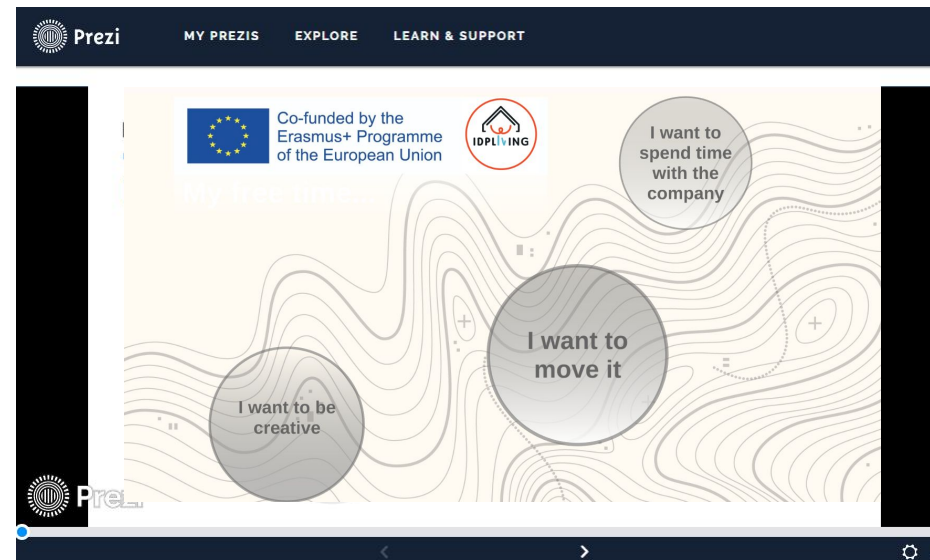 Prezi
MY PREZIS EXPLORE LEARN & SUPPORT
Co-funded by the
Erasmus+ Programme
of the European Union
IDPLIVING
My free time
I want to
spend time
with the
company
I want to
move it
I want to be
creative
Prezi